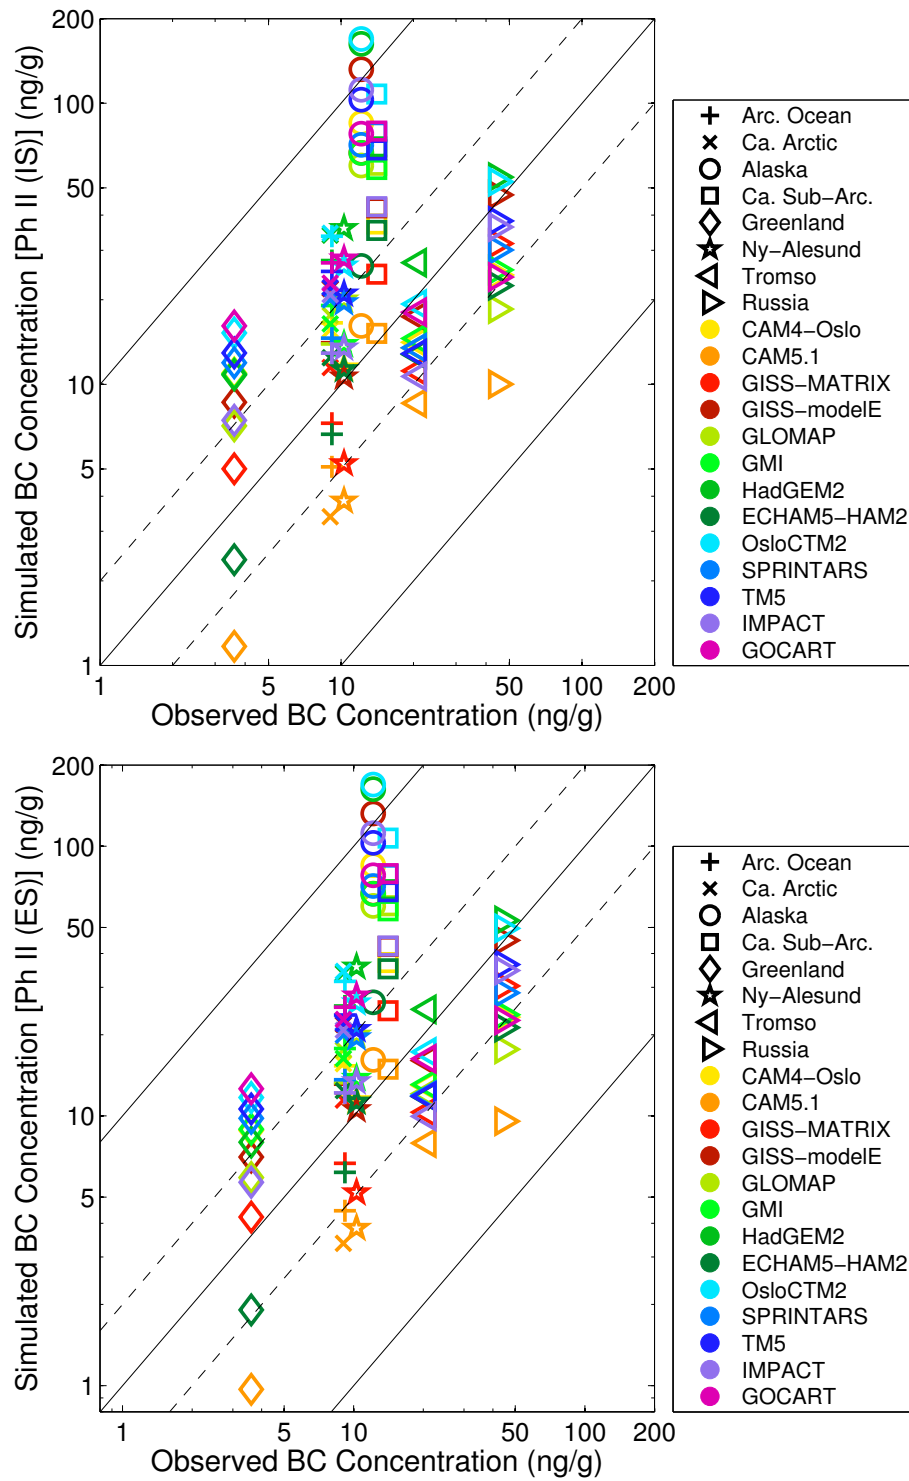 Simulated BC Concentration [Ph II (IS)] (ng/g)
200
100
50
10
5
1
1 5 10 50 100 200
Observed BC Concentration (ng/g)
Arc. Ocean
Ca. Arctic
Alaska
Ca. Sub−Arc.
Greenland
Ny−Alesund
Tromso
Russia
CAM4−Oslo
CAM5.1
GISS−MATRIX
GISS−modelE
GLOMAP
GMI
HadGEM2
ECHAM5−HAM2
OsloCTM2
SPRINTARS
TM5
IMPACT
GOCART
Simulated BC Concentration [Ph II (ES)] (ng/g)
200
100
50
10
5
1
1 5 10 50 100 200
Observed BC Concentration (ng/g)
Arc. Ocean
Ca. Arctic
Alaska
Ca. Sub−Arc.
Greenland
Ny−Alesund
Tromso
Russia
CAM4−Oslo
CAM5.1
GISS−MATRIX
GISS−modelE
GLOMAP
GMI
HadGEM2
ECHAM5−HAM2
OsloCTM2
SPRINTARS
TM5
IMPACT
GOCART